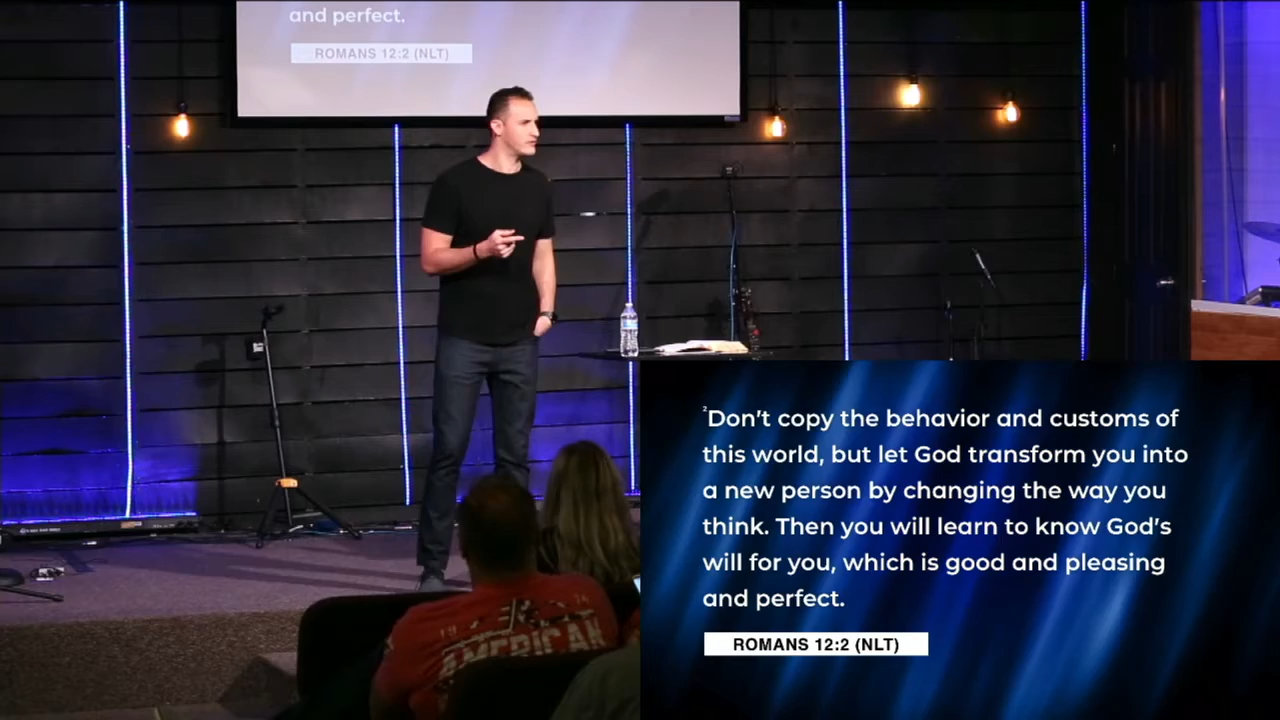 and perfect.
ROMANS 12:2 (NLT)
AMERICAN
²Don't copy the behavior and customs of
this world, but let God transform you into
a new person by changing the way you
think. Then you will learn to know God's
will for you, which is good and pleasing
and perfect.
ROMANS 12:2 (NLT)